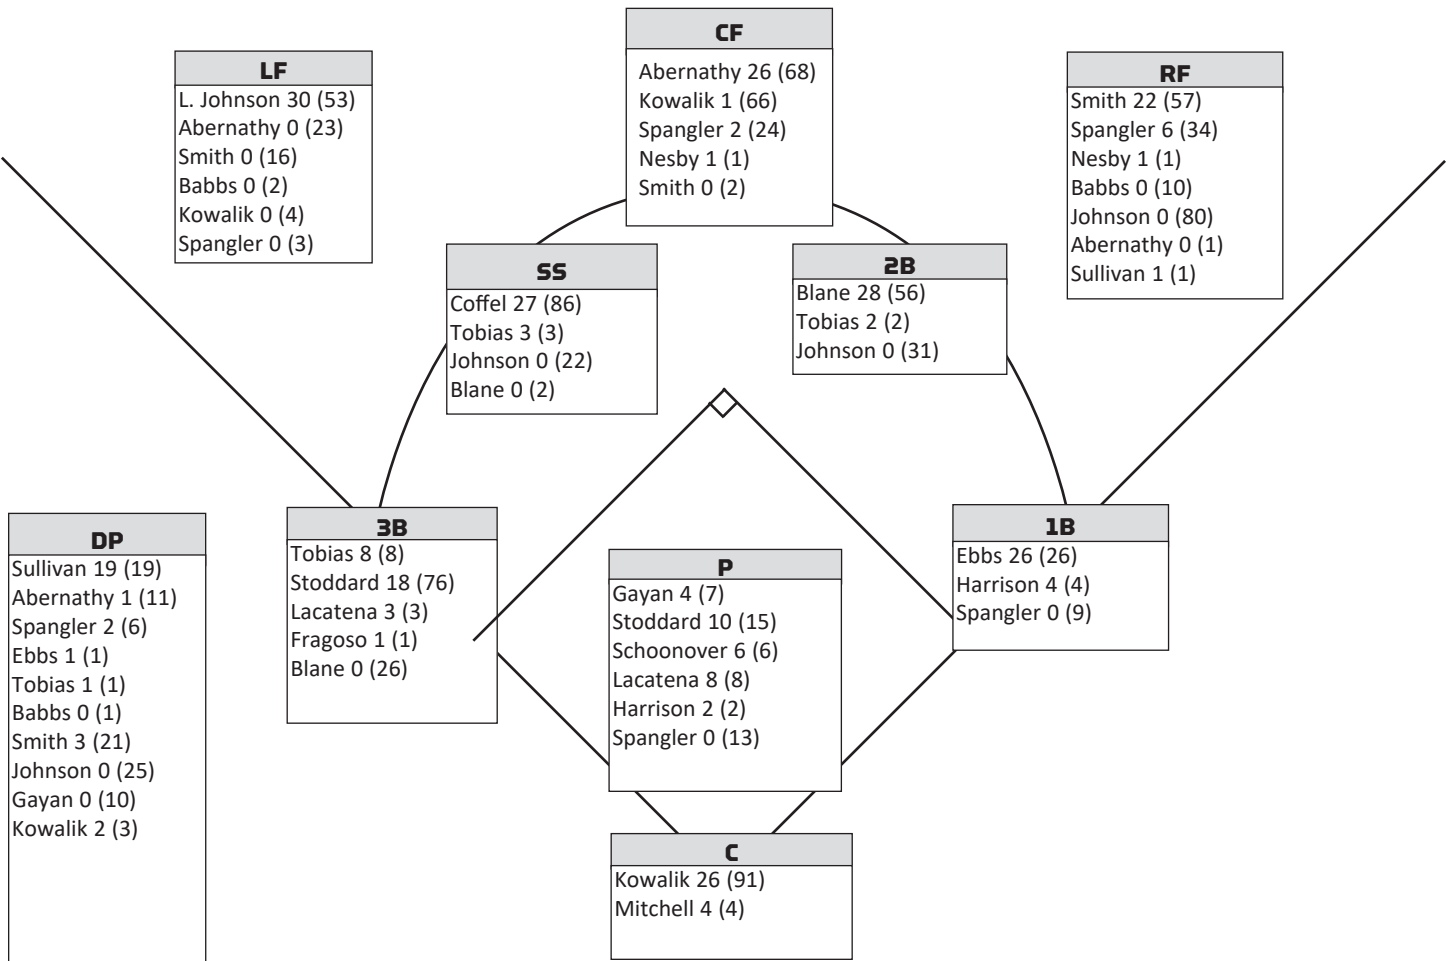 CF
Abernathy 26 (68)
Kowalik 1 (66)
Spangler 2 (24)
Nesby 1 (1)
Smith 0 (2)
LF
L. Johnson 30 (53)
Abernathy 0 (23)
Smith 0 (16)
Babbs 0 (2)
Kowalik 0 (4)
Spangler 0 (3)
RF
Smith 22 (57)
Spangler 6 (34)
Nesby 1 (1)
Babbs 0 (10)
Johnson 0 (80)
Abernathy 0 (1)
Sullivan 1 (1)
SS
Coffel 27 (86)
Tobias 3 (3)
Johnson 0 (22)
Blane 0 (2)
2B
Blane 28 (56)
Tobias 2 (2)
Johnson 0 (31)
DP
Sullivan 19 (19)
Abernathy 1 (11)
Spangler 2 (6)
Ebbs 1 (1)
Tobias 1 (1)
Babbs 0 (1)
Smith 3 (21)
Johnson 0 (25)
Gayan 0 (10)
Kowalik 2 (3)
3B
Tobias 8 (8)
Stoddard 18 (76)
Lacatena 3 (3)
Fragoso 1 (1)
Blane 0 (26)
P
Gayan 4 (7)
Stoddard 10 (15)
Schoonover 6 (6)
Lacatena 8 (8)
Harrison 2 (2)
Spangler 0 (13)
1B
Ebbs 26 (26)
Harrison 4 (4)
Spangler 0 (9)
C
Kowalik 26 (91)
Mitchell 4 (4)